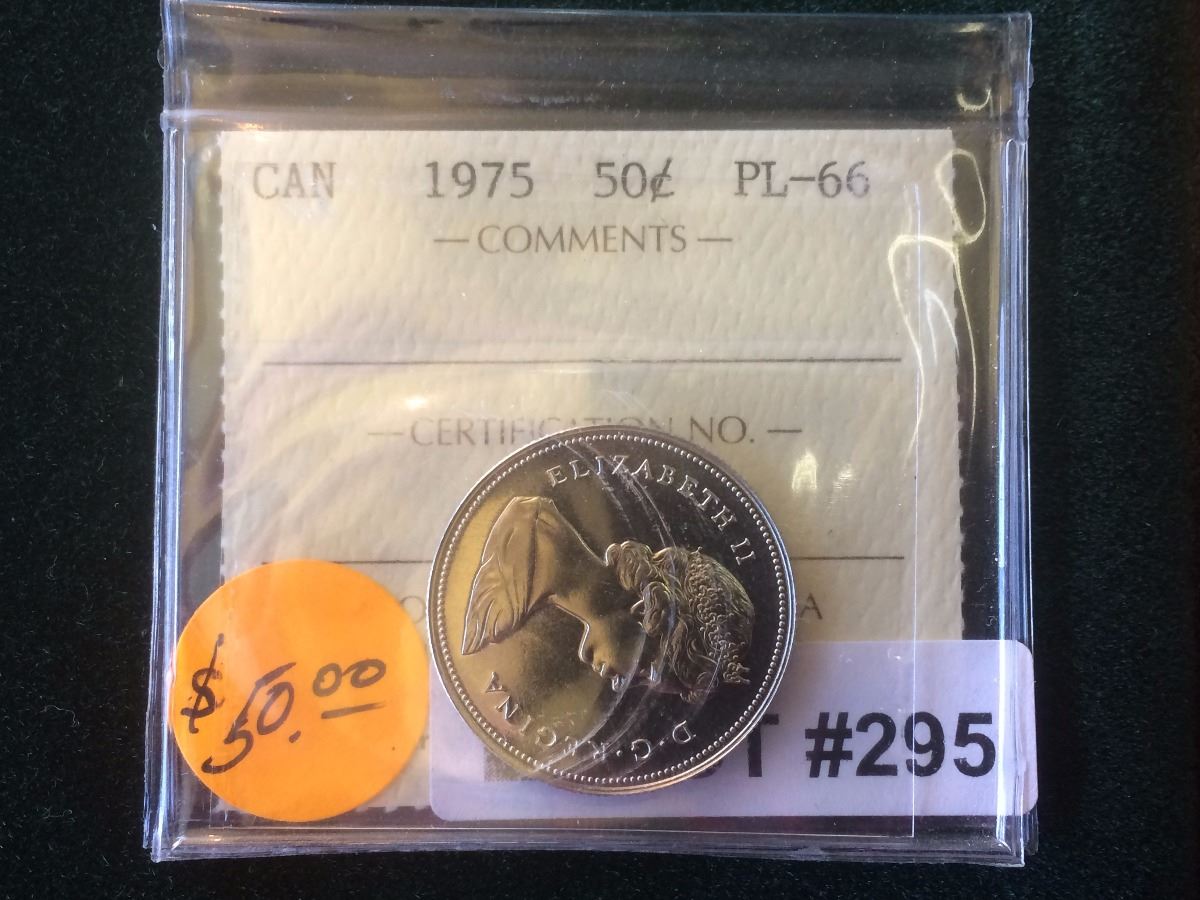 CAN 1975 50¢ PL-66
— COMMENTS —
— CERTIFICATION NO. —
ELIZABETH II
D·G·REGINA
A
$50.00
#295